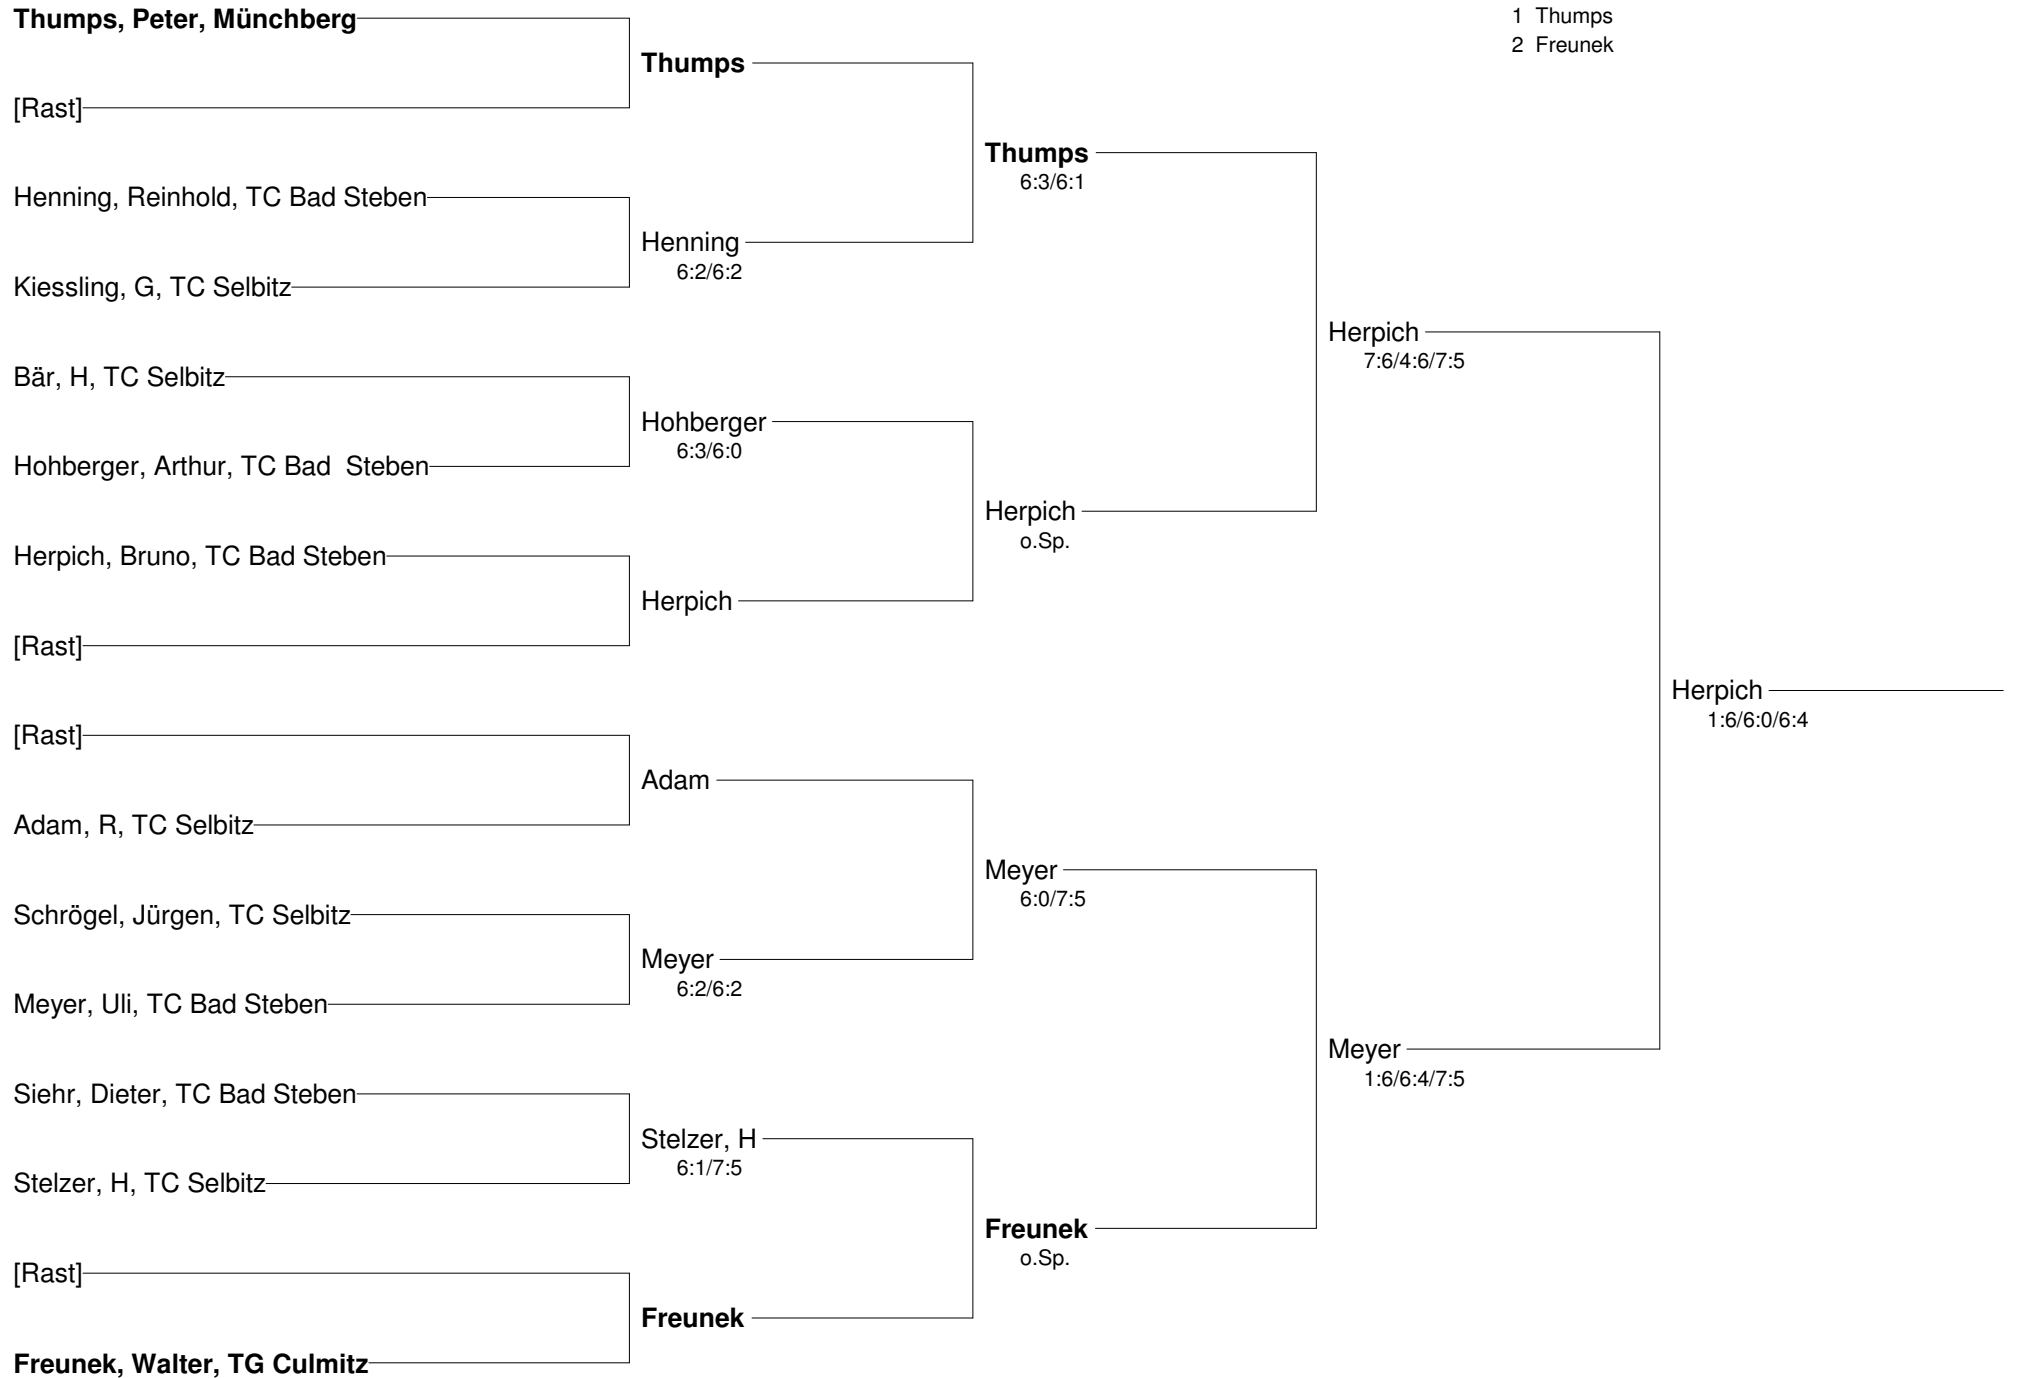 Thumps, Peter, Münchberg
[Rast]
Henning, Reinhold, TC Bad Steben
Kiessling, G, TC Selbitz
Bär, H, TC Selbitz
Hohberger, Arthur, TC Bad  Steben
Herpich, Bruno, TC Bad Steben
[Rast]
[Rast]
Adam, R, TC Selbitz
Schrögel, Jürgen, TC Selbitz
Meyer, Uli, TC Bad Steben
Siehr, Dieter, TC Bad Steben
Stelzer, H, TC Selbitz
[Rast]
Freunek, Walter, TG Culmitz
Thumps
Henning
6:2/6:2
Hohberger
6:3/6:0
Herpich
Adam
Meyer
6:2/6:2
Stelzer, H
6:1/7:5
Freunek
Thumps
6:3/6:1
Herpich
o.Sp.
Meyer
6:0/7:5
Freunek
o.Sp.
Herpich
7:6/4:6/7:5
Meyer
1:6/6:4/7:5
Herpich
1:6/6:0/6:4
1 Thumps
2 Freunek